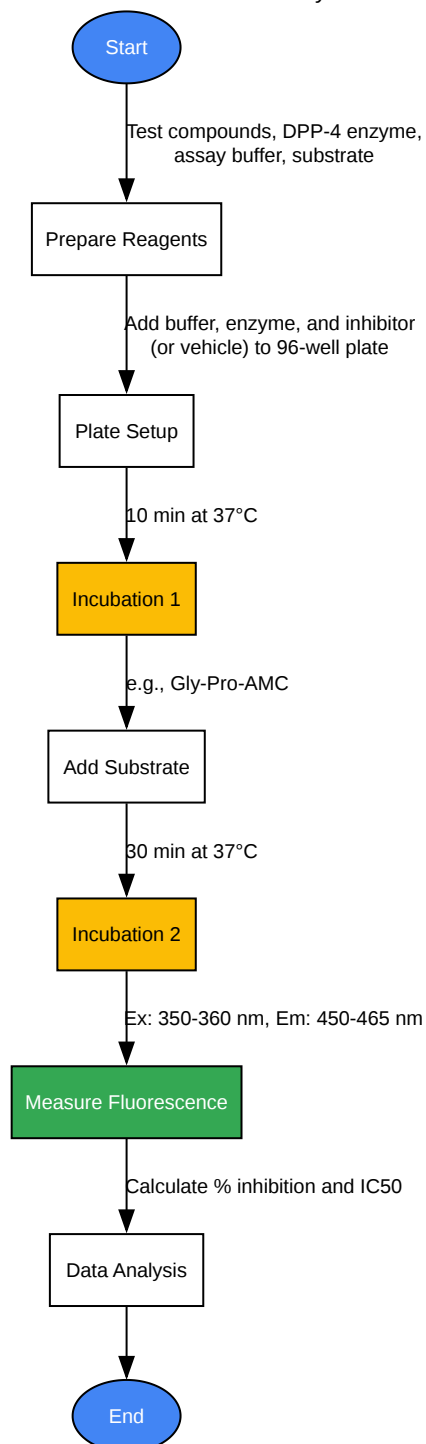 Start
Test compounds, DPP-4 enzyme,
assay buffer, substrate
Prepare Reagents
Add buffer, enzyme, and inhibitor
(or vehicle) to 96-well plate
Plate Setup
10 min at 37°C
Incubation 1
e.g., Gly-Pro-AMC
Add Substrate
30 min at 37°C
Incubation 2
Ex: 350-360 nm, Em: 450-465 nm
Measure Fluorescence
Calculate % inhibition and IC50
Data Analysis
End